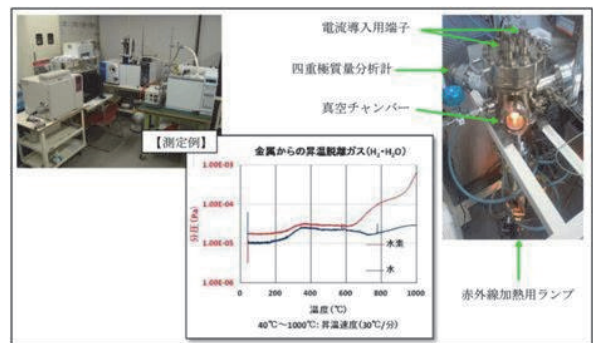 電流導入用端子
四重極質量分析計
真空チャンバー
【測定例】
金属からの昇温脱離ガス(H₂・H₂O)
1.00E-03
1.00E-04
1.00E-05
1.00E-06
分圧(Pa)
水素
水
0 200 400 600 800 1000
温度(℃)
40℃～1000℃: 昇温速度(30℃/分)
赤外線加熱用ランプ